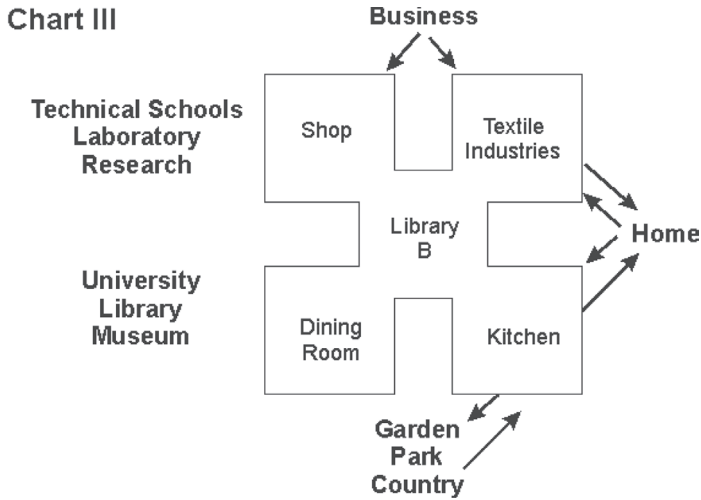 Chart III
Business
Technical Schools
Laboratory
Research
Shop
Textile
Industries
Library
B
Home
University
Library
Museum
Dining
Room
Kitchen
Garden
Park
Country